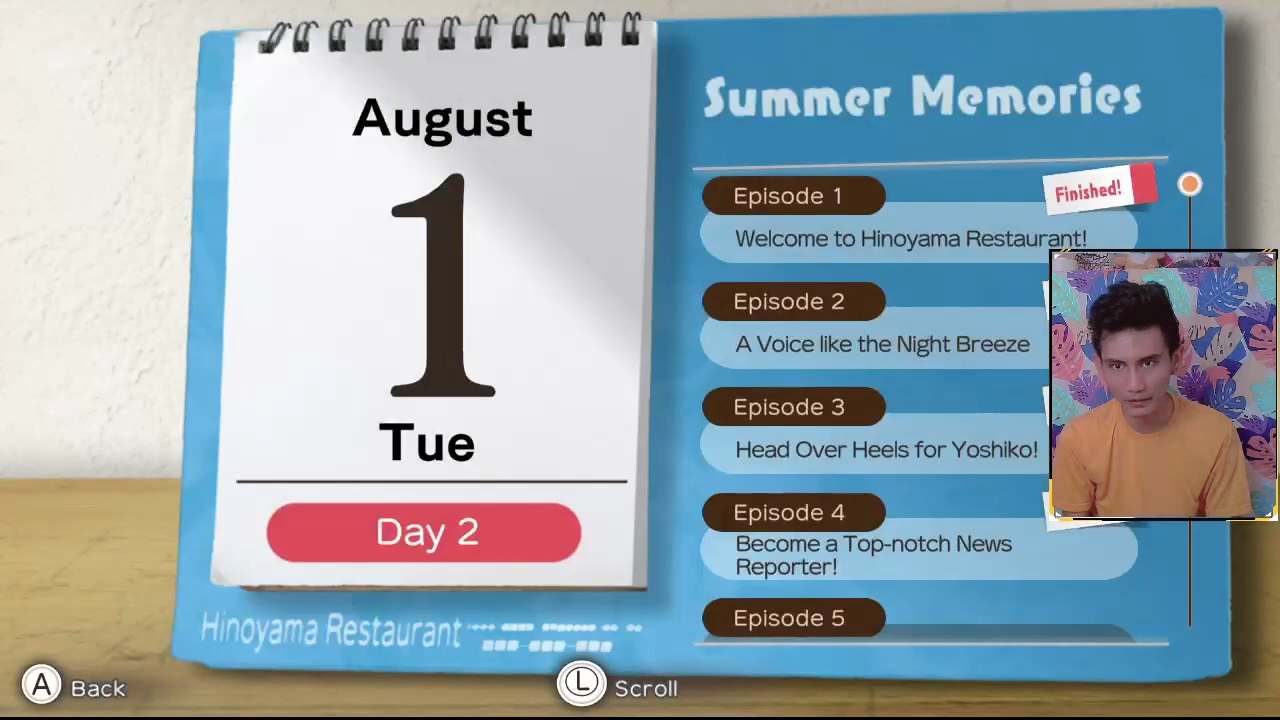 August
1
Tue
Day 2
Hinoyama Restaurant
Summer Memories
Episode 1
Finished!
Welcome to Hinoyama Restaurant!
Episode 2
A Voice like the Night Breeze
Episode 3
Head Over Heels for Yoshiko!
Episode 4
Become a Top-notch News
Reporter!
Episode 5
A Back
L Scroll